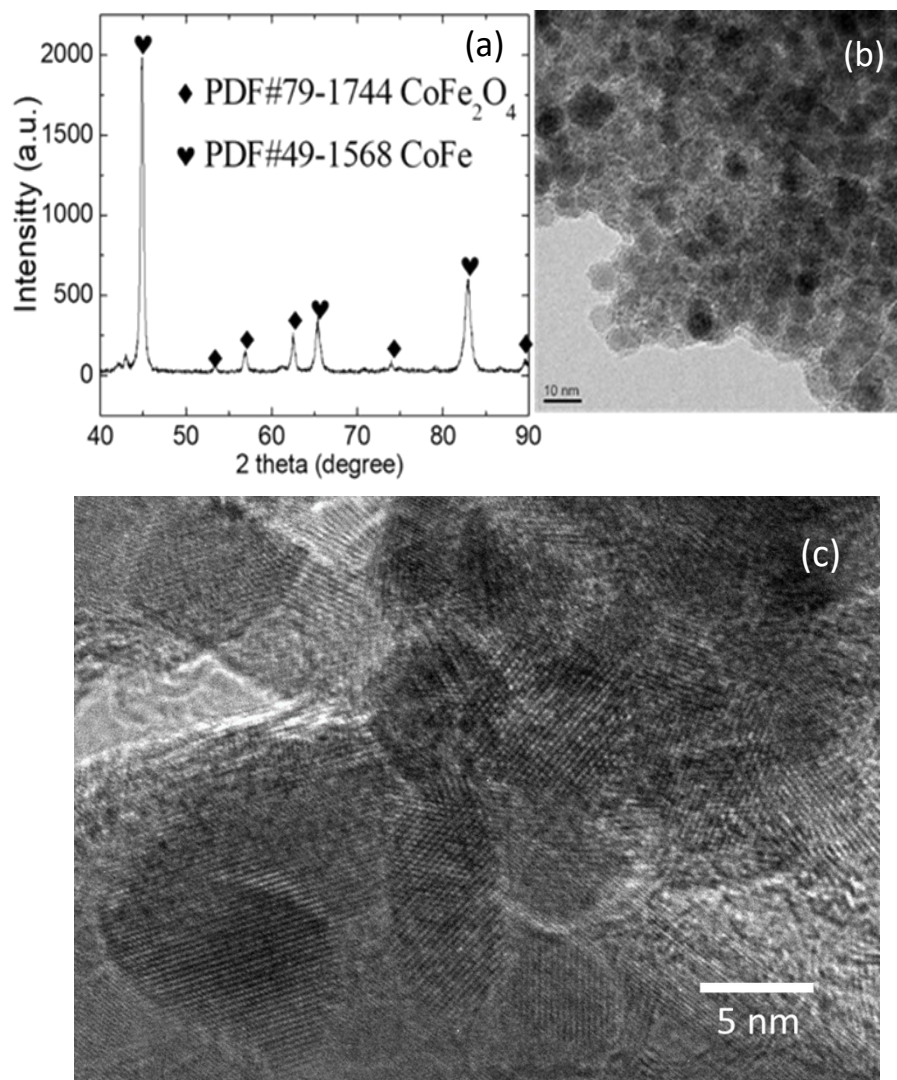 (a)
♦ PDF#79-1744 CoFe₂O₄
♥ PDF#49-1568 CoFe
Intensitty (a.u.)
2000
1500
1000
500
0
40 50 60 70 80 90
2 theta (degree)
(b)
10 nm
(c)
5 nm